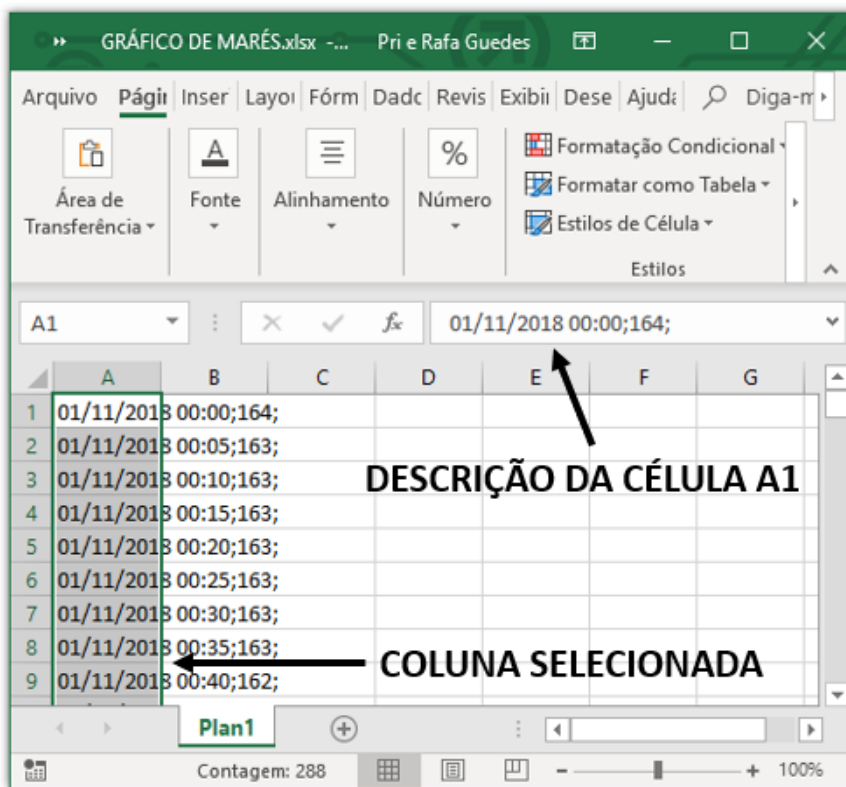 GRÁFICO DE MARÉS.xlsx -... Pri e Rafa Guedes
Arquivo Págir Inser Layou Fórm Dadc Revis Exibi Dese Ajuda Diga-m
Área de Transferência
Fonte
Alinhamento
%
Número
Formatação Condicional
Formatar como Tabela
Estilos de Célula
Estilos
A1 fx 01/11/2018 00:00;164;
A B C D E F G
1 01/11/2018 00:00;164;
2 01/11/2018 00:05;163;
3 01/11/2018 00:10;163;
DESCRIÇÃO DA CÉLULA A1
4 01/11/2018 00:15;163;
5 01/11/2018 00:20;163;
6 01/11/2018 00:25;163;
7 01/11/2018 00:30;163;
8 01/11/2018 00:35;163;
COLUNA SELECIONADA
9 01/11/2018 00:40;162;
Plan1
Contagem: 288 100%